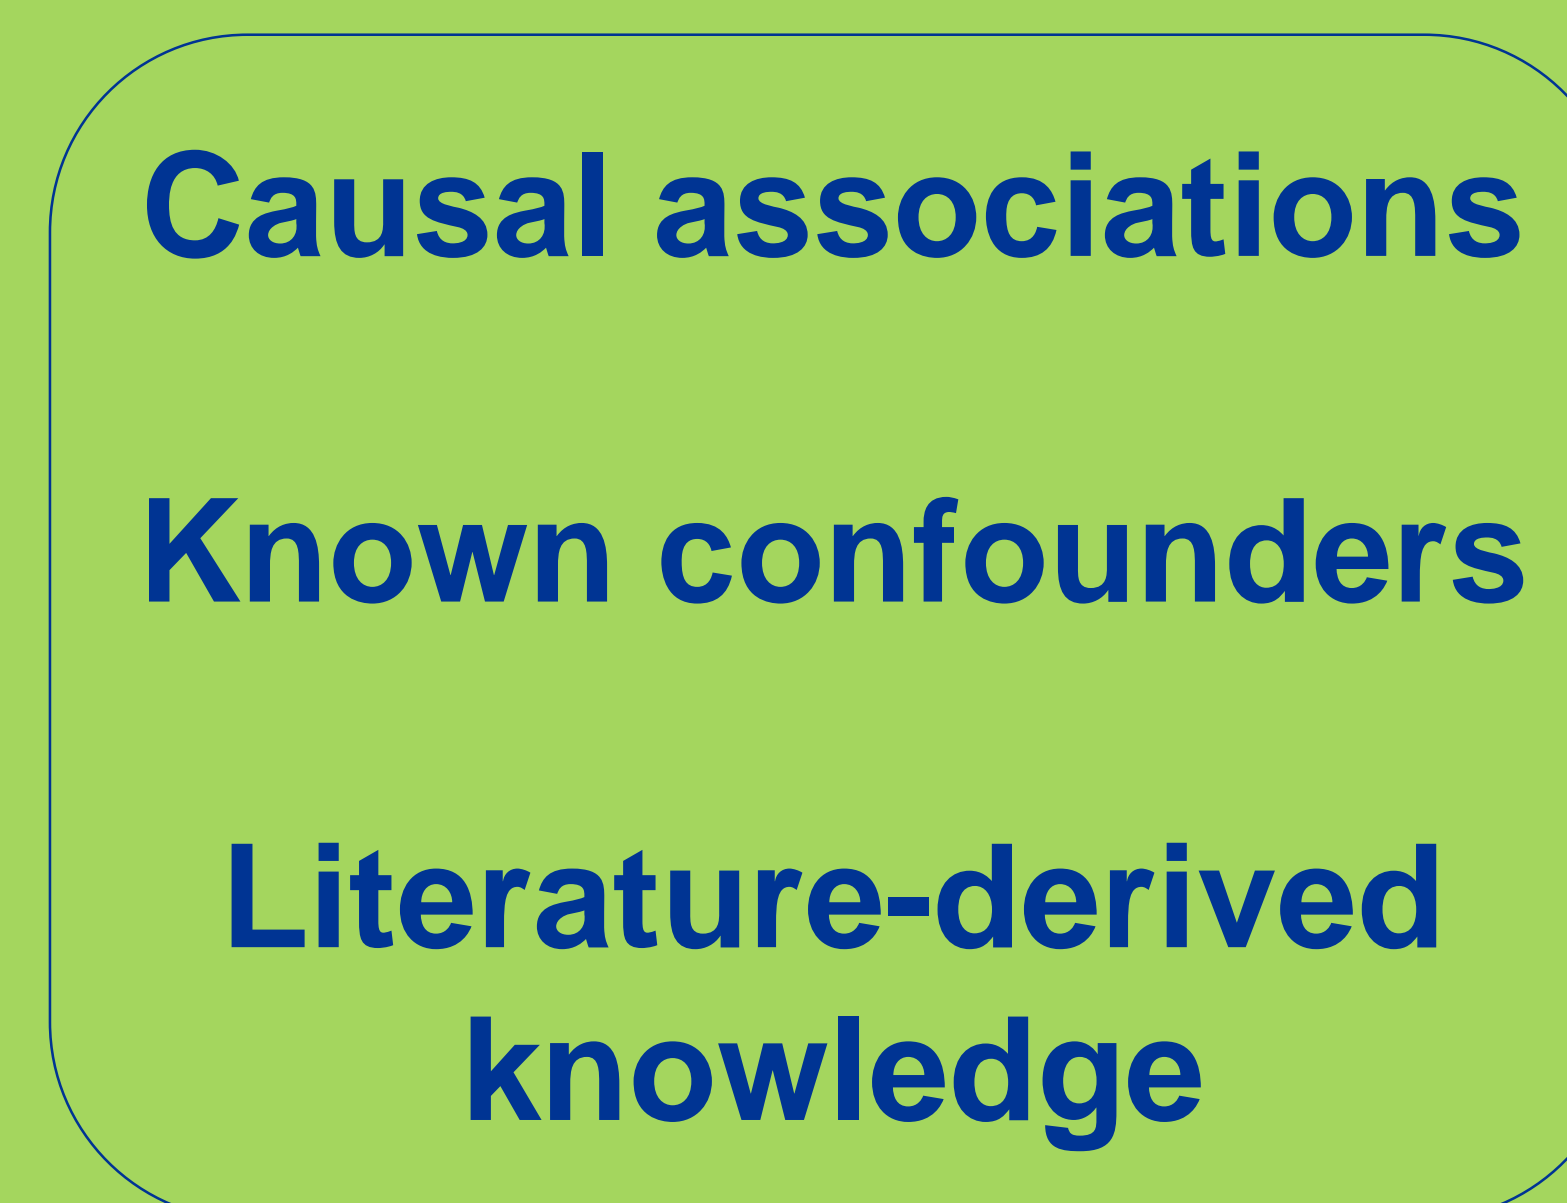 Causal associations
Known confounders
Literature-derived
knowledge